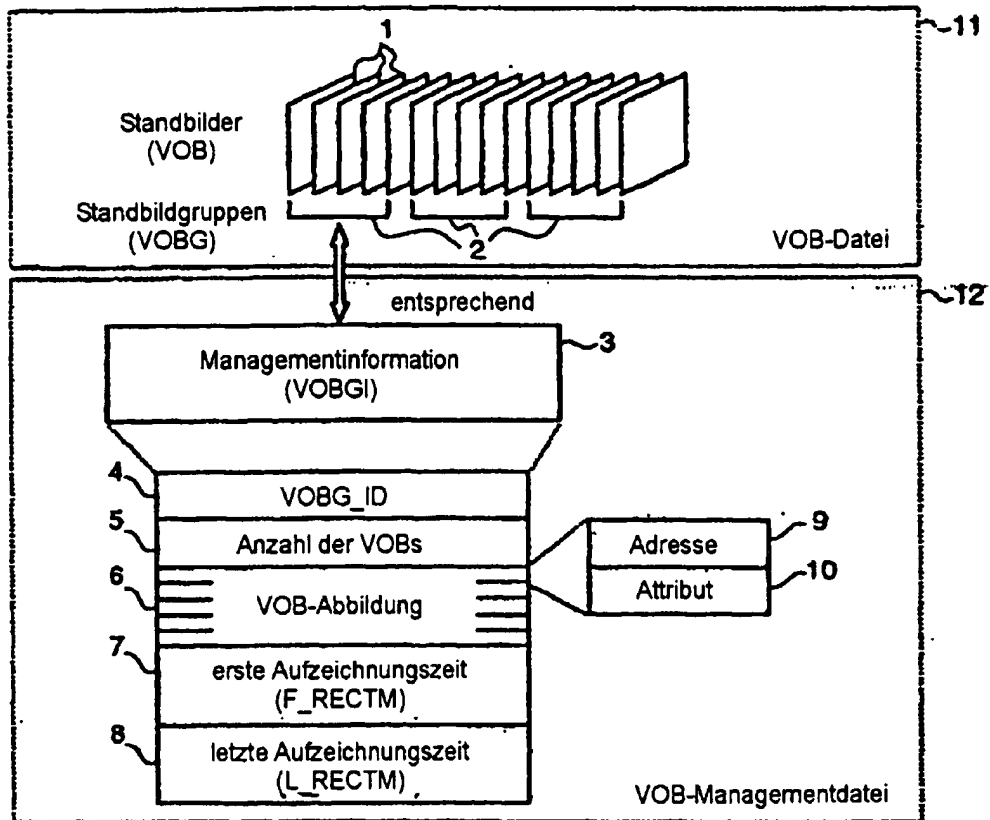 11
1
Standbilder
(VOB)
Standbildgruppen
(VOBG)
2
VOB-Datei
12
entsprechend
3
Managementinformation
(VOBGI)
4
VOBG_ID
5
Anzahl der VOBs
9
Adresse
6
VOB-Abbildung
10
Attribut
7
erste Aufzeichnungszeit
(F_RECTM)
8
letzte Aufzeichnungszeit
(L_RECTM)
VOB-Managementdatei